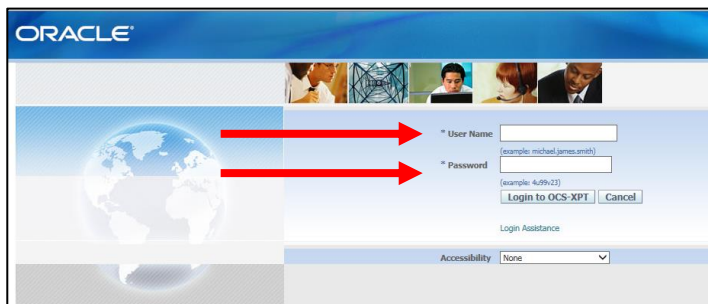 ORACLE®
* User Name
(example: michael.james.smith)
* Password
(example: 4u99v23)
Login to OCS-XPT Cancel
Login Assistance
Accessibility None